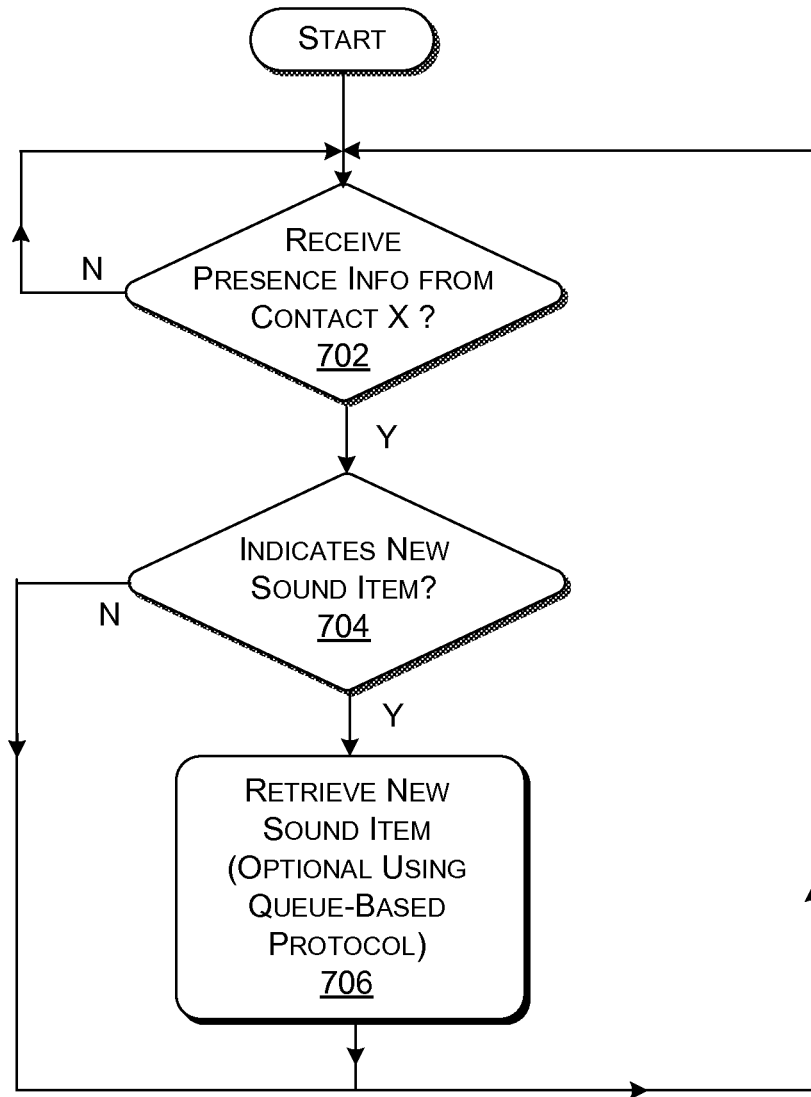 START
RECEIVE
PRESENCE INFO FROM
CONTACT X ?
702
N
Y
INDICATES NEW
SOUND ITEM?
704
N
Y
RETRIEVE NEW
SOUND ITEM
(OPTIONAL USING
QUEUE-BASED
PROTOCOL)
706